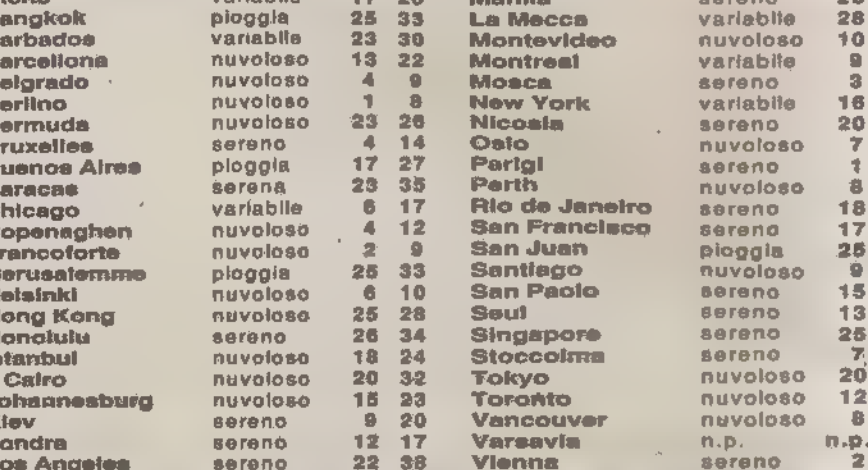 angkok pioggia 25 33 La Mecca variabile 28
arbados variabile 23 30 Montevideo nuvoloso 10
arcellona nuvoloso 13 22 Montreal variabile 9
elgrado nuvoloso 4 9 Mosca sereno 3
erlino nuvoloso 1 8 New York variabile 16
ermuda nuvoloso 23 26 Nicosia sereno 20
ruxelles sereno 4 14 Oslo nuvoloso 7
uenos Aires pioggia 17 27 Parigi sereno 1
aracas serena 23 35 Perth nuvoloso 8
hicago variabile 6 17 Rio de Janeiro sereno 18
openaghen nuvoloso 4 12 San Francisco sereno 17
rancoforte nuvoloso 2 9 San Juan pioggia 25
erusalemme pioggia 25 33 Santiago nuvoloso 9
elsinki nuvoloso 6 10 San Paolo sereno 15
ong Kong nuvoloso 25 28 Seul sereno 13
onolulu sereno 26 34 Singapore sereno 25
stanbul nuvoloso 18 24 Stoccolma sereno 7
Cairo nuvoloso 20 32 Tokyo nuvoloso 20
ohannesburg nuvoloso 15 23 Toronto nuvoloso 12
iev sereno 9 20 Vancouver nuvoloso 8
ondra sereno 12 17 Varsavia n.p. n.p.
os Angeles sereno 22 38 Vienna sereno 2